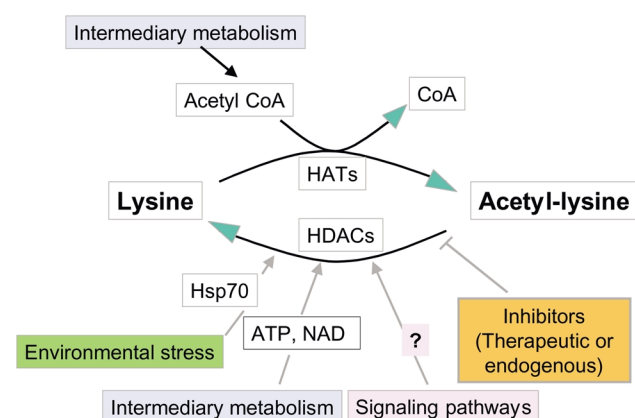 Intermediary metabolism
Acetyl CoA
CoA
HATs
Lysine
Acetyl-lysine
HDACs
Hsp70
Inhibitors
(Therapeutic or
endogenous)
ATP, NAD
?
Environmental stress
Intermediary metabolism
Signaling pathways